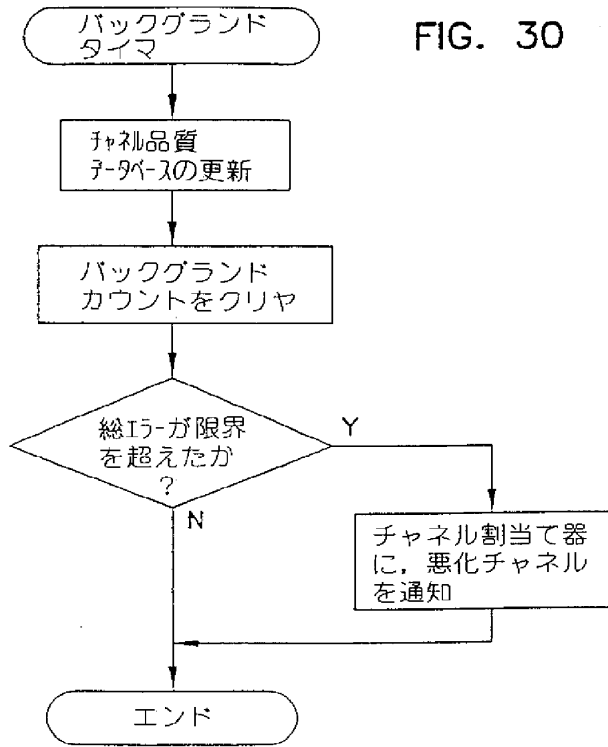 FIG. 30
バックグランド
タイマ
チャネル品質
データベースの更新
バックグランド
カウントをクリヤ
総エラーが限界
を超えたか
?
Y
N
チャネル割当て器
に,悪化チャネル
を通知
エンド